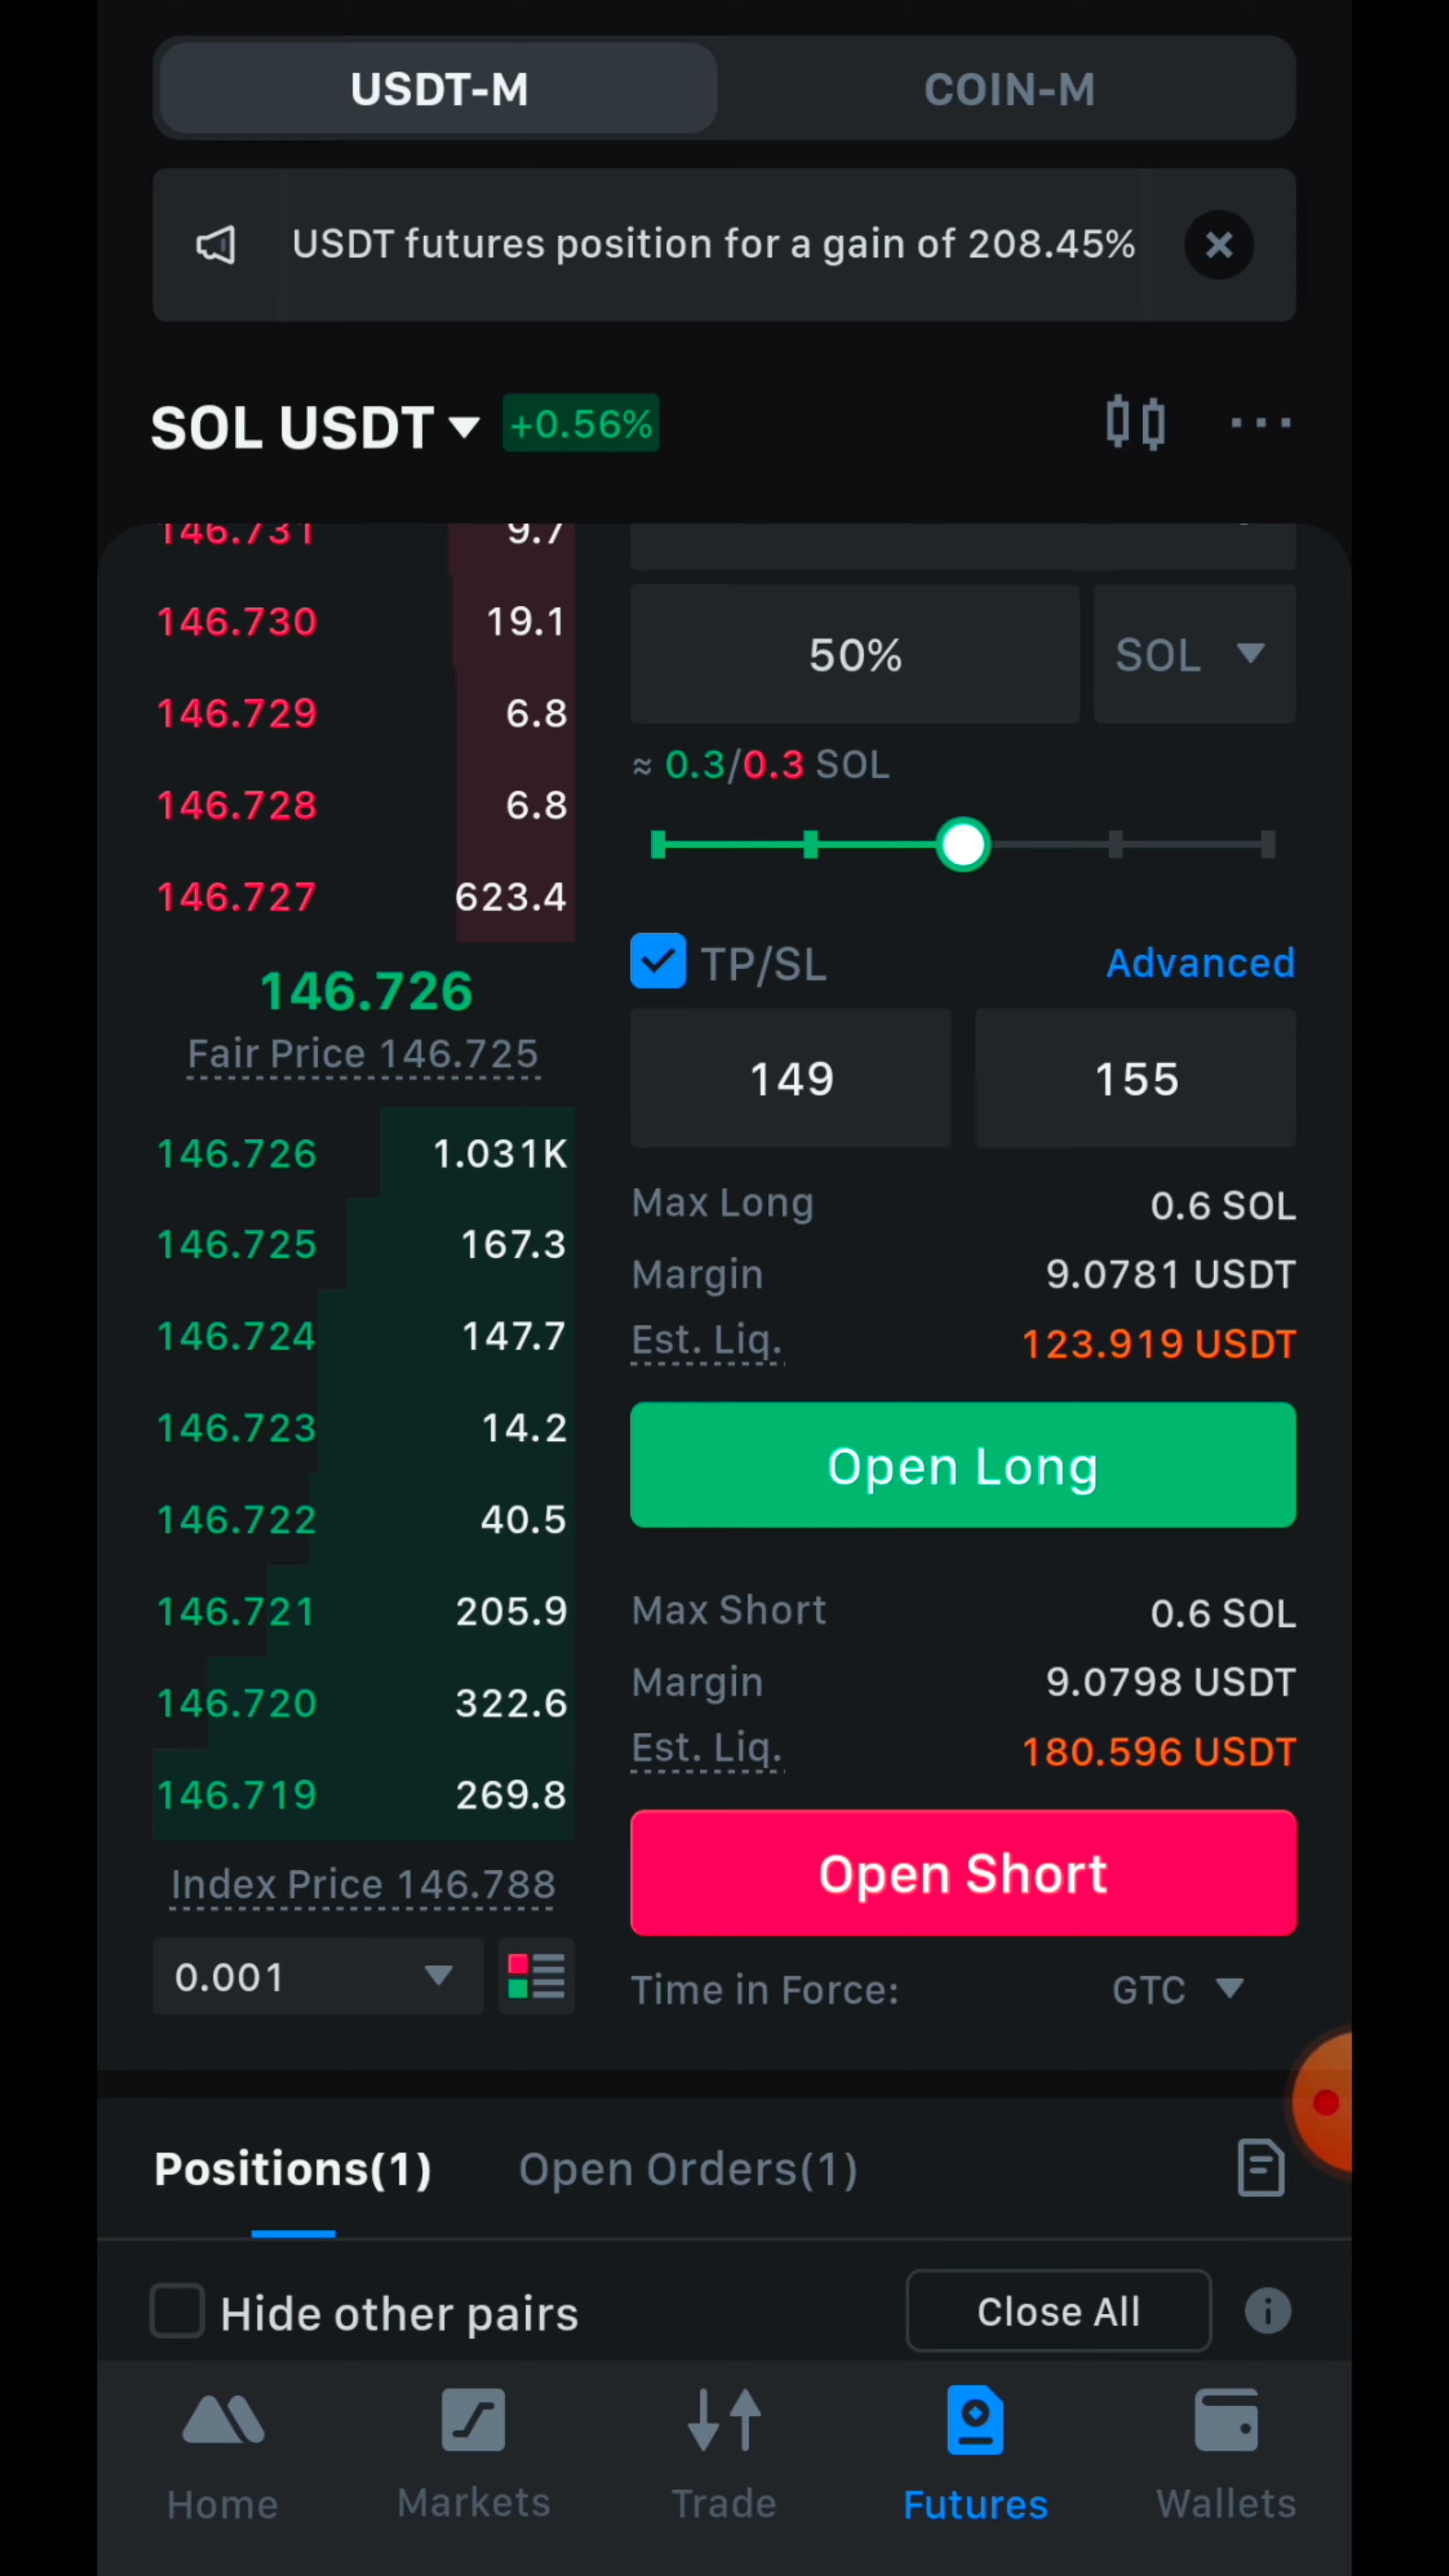 USDT-M COIN-M
USDT futures position for a gain of 208.45%
SOL USDT +0.56%
146.731 9.7
146.730 19.1
146.729 6.8
146.728 6.8
146.727 623.4
146.726
Fair Price 146.725
146.726 1.031K
146.725 167.3
146.724 147.7
146.723 14.2
146.722 40.5
146.721 205.9
146.720 322.6
146.719 269.8
Index Price 146.788
0.001
50% SOL
≈ 0.3/0.3 SOL
TP/SL Advanced
149 155
Max Long 0.6 SOL
Margin 9.0781 USDT
Est. Liq. 123.919 USDT
Open Long
Max Short 0.6 SOL
Margin 9.0798 USDT
Est. Liq. 180.596 USDT
Open Short
Time in Force: GTC
Positions(1) Open Orders(1)
Hide other pairs Close All
Home Markets Trade Futures Wallets